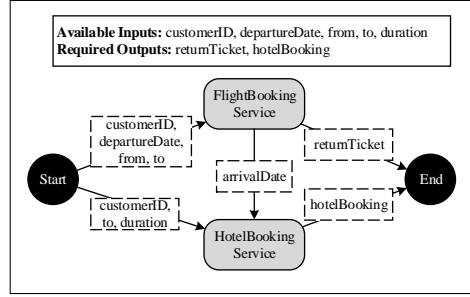 Available Inputs: customerID, departureDate, from, to, duration
Required Outputs: returnTicket, hotelBooking
FlightBooking
Service
customerID,
departureDate,
from, to
returnTicket
Start
arrivalDate
End
customerID,
to, duration
hotelBooking
HotelBooking
Service